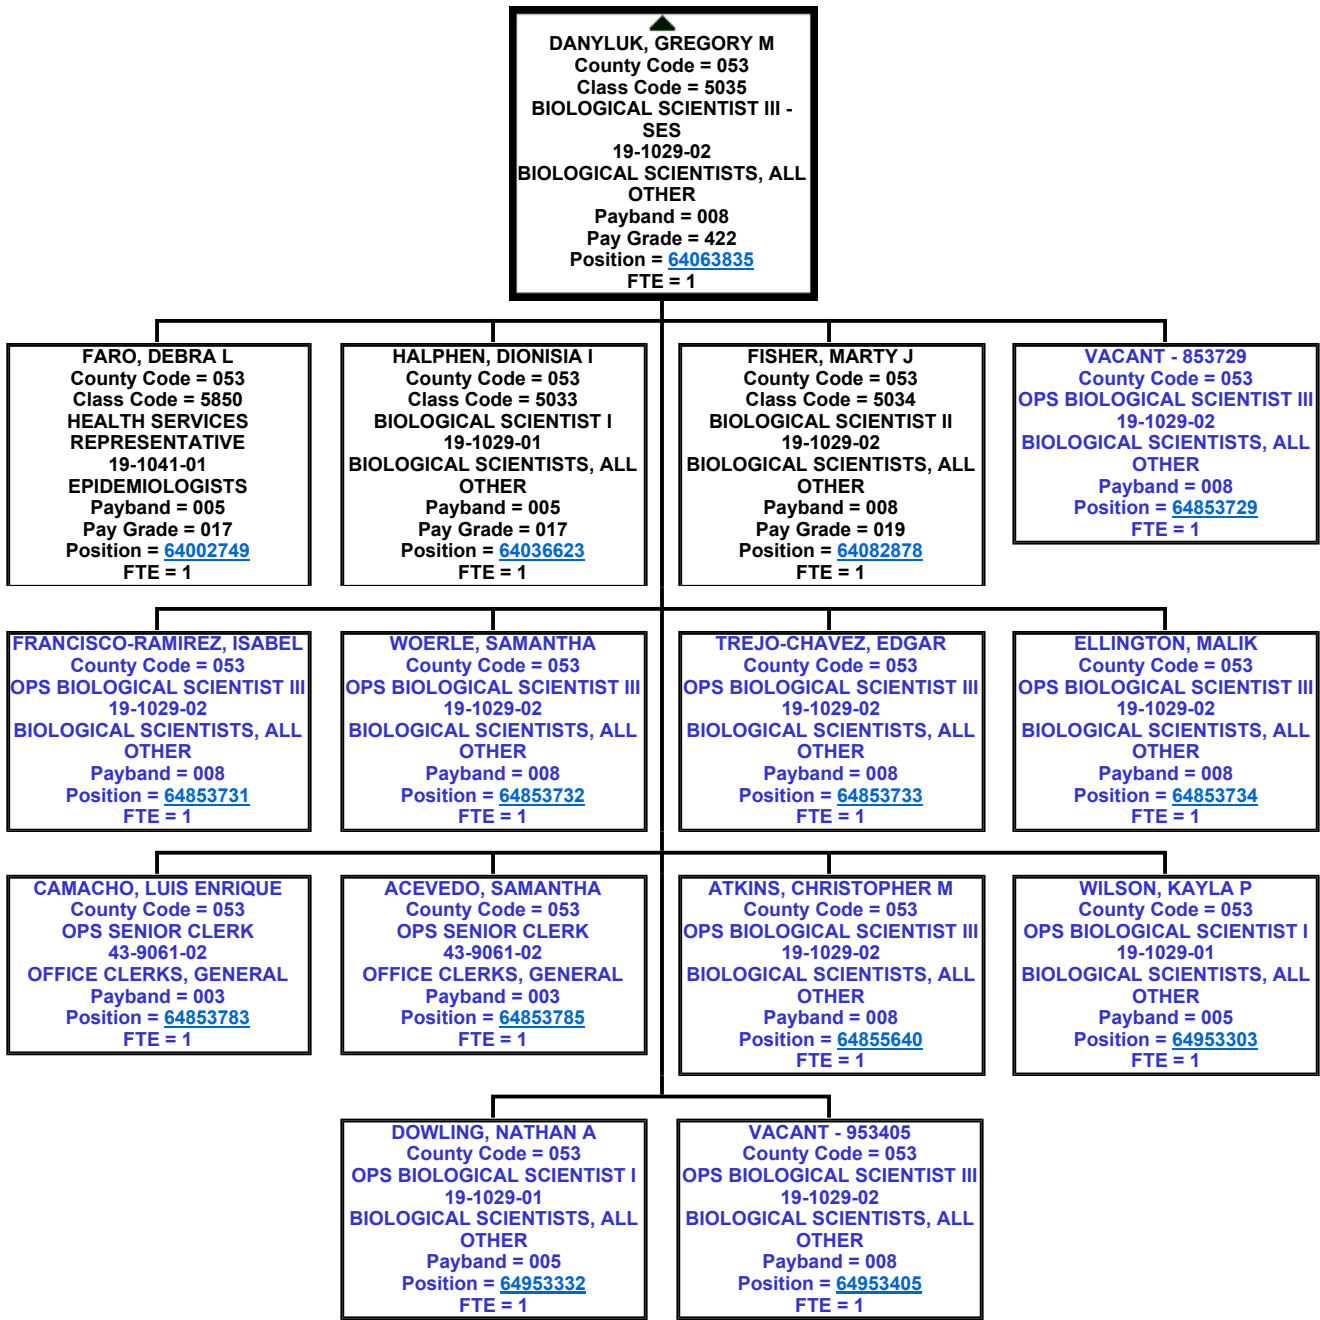 DANYLUK, GREGORY M
County Code = 053
Class Code = 5035
BIOLOGICAL SCIENTIST III -
SES
19-1029-02
BIOLOGICAL SCIENTISTS, ALL
OTHER
Payband = 008
Pay Grade = 422
Position = 64063835
FTE = 1
FARO, DEBRA L
County Code = 053
Class Code = 5850
HEALTH SERVICES
REPRESENTATIVE
19-1041-01
EPIDEMIOLOGISTS
Payband = 005
Pay Grade = 017
Position = 64002749
FTE = 1
HALPHEN, DIONISIA I
County Code = 053
Class Code = 5033
BIOLOGICAL SCIENTIST I
19-1029-01
BIOLOGICAL SCIENTISTS, ALL
OTHER
Payband = 005
Pay Grade = 017
Position = 64036623
FTE = 1
FISHER, MARTY J
County Code = 053
Class Code = 5034
BIOLOGICAL SCIENTIST II
19-1029-02
BIOLOGICAL SCIENTISTS, ALL
OTHER
Payband = 008
Pay Grade = 019
Position = 64082878
FTE = 1
VACANT - 853729
County Code = 053
OPS BIOLOGICAL SCIENTIST III
19-1029-02
BIOLOGICAL SCIENTISTS, ALL
OTHER
Payband = 008
Position = 64853729
FTE = 1
FRANCISCO-RAMIREZ, ISABEL
County Code = 053
OPS BIOLOGICAL SCIENTIST III
19-1029-02
BIOLOGICAL SCIENTISTS, ALL
OTHER
Payband = 008
Position = 64853731
FTE = 1
WOERLE, SAMANTHA
County Code = 053
OPS BIOLOGICAL SCIENTIST III
19-1029-02
BIOLOGICAL SCIENTISTS, ALL
OTHER
Payband = 008
Position = 64853732
FTE = 1
TREJO-CHAVEZ, EDGAR
County Code = 053
OPS BIOLOGICAL SCIENTIST III
19-1029-02
BIOLOGICAL SCIENTISTS, ALL
OTHER
Payband = 008
Position = 64853733
FTE = 1
ELLINGTON, MALIK
County Code = 053
OPS BIOLOGICAL SCIENTIST III
19-1029-02
BIOLOGICAL SCIENTISTS, ALL
OTHER
Payband = 008
Position = 64853734
FTE = 1
CAMACHO, LUIS ENRIQUE
County Code = 053
OPS SENIOR CLERK
43-9061-02
OFFICE CLERKS, GENERAL
Payband = 003
Position = 64853783
FTE = 1
ACEVEDO, SAMANTHA
County Code = 053
OPS SENIOR CLERK
43-9061-02
OFFICE CLERKS, GENERAL
Payband = 003
Position = 64853785
FTE = 1
ATKINS, CHRISTOPHER M
County Code = 053
OPS BIOLOGICAL SCIENTIST III
19-1029-02
BIOLOGICAL SCIENTISTS, ALL
OTHER
Payband = 008
Position = 64855640
FTE = 1
WILSON, KAYLA P
County Code = 053
OPS BIOLOGICAL SCIENTIST I
19-1029-01
BIOLOGICAL SCIENTISTS, ALL
OTHER
Payband = 005
Position = 64953303
FTE = 1
DOWLING, NATHAN A
County Code = 053
OPS BIOLOGICAL SCIENTIST I
19-1029-01
BIOLOGICAL SCIENTISTS, ALL
OTHER
Payband = 005
Position = 64953332
FTE = 1
VACANT - 953405
County Code = 053
OPS BIOLOGICAL SCIENTIST III
19-1029-02
BIOLOGICAL SCIENTISTS, ALL
OTHER
Payband = 008
Position = 64953405
FTE = 1